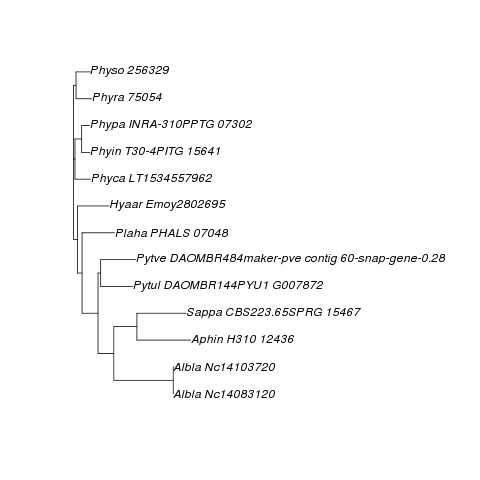 Physo 256329
Phyra 75054
Phypa INRA-310PPTG 07302
Phyin T30-4PITG 15641
Phyca LT1534557962
Hyaar Emoy2802695
Plaha PHALS 07048
Pytve DAOMBR484maker-pve contig 60-snap-gene-0.28
Pytul DAOMBR144PYU1 G007872
Sappa CBS223.65SPRG 15467
Aphin H310 12436
Albla Nc14103720
Albla Nc14083120